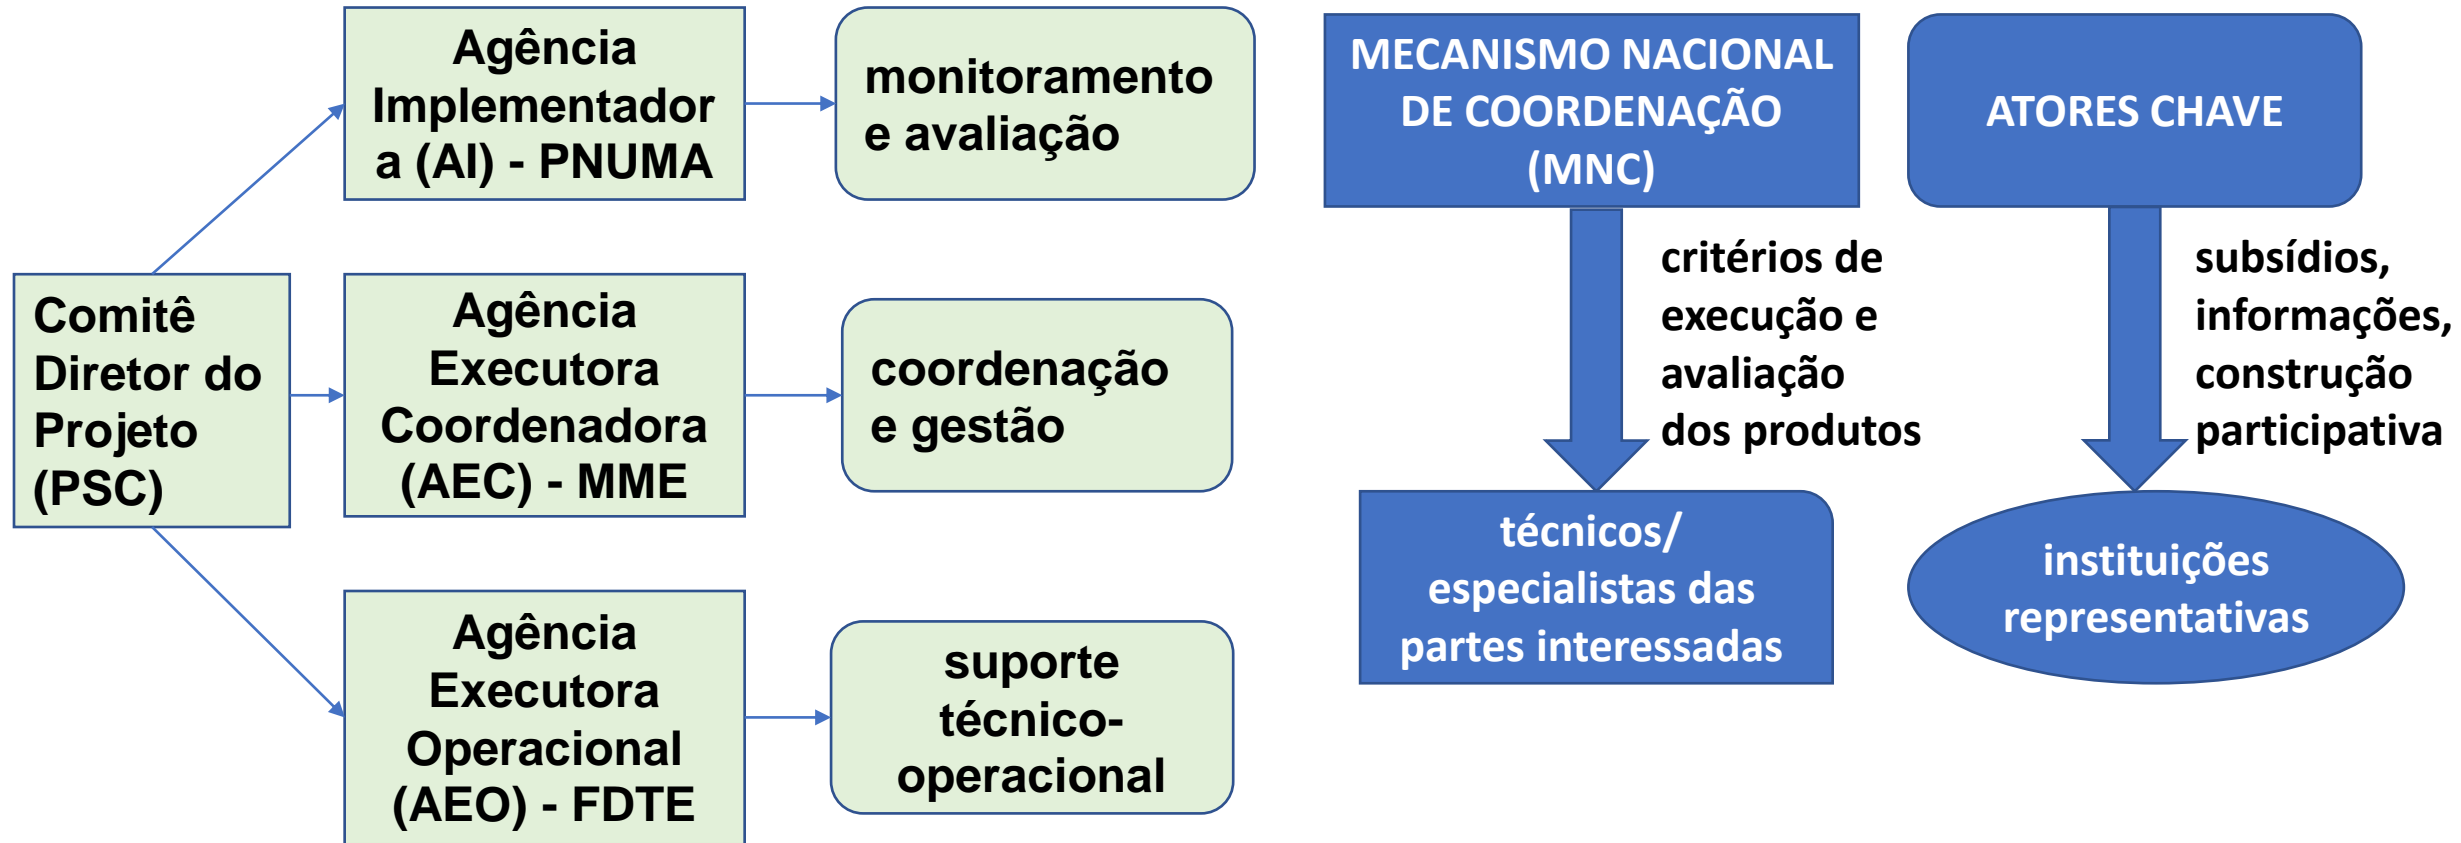 Agência
Implementador
a (AI) - PNUMA
monitoramento
e avaliação
MECANISMO NACIONAL
DE COORDENAÇÃO
(MNC)
ATORES CHAVE
Comitê
Diretor do
Projeto
(PSC)
Agência
Executora
Coordenadora
(AEC) - MME
coordenação
e gestão
critérios de
execução e
avaliação
dos produtos
subsídios,
informações,
construção
participativa
Agência
Executora
Operacional
(AEO) - FDTE
suporte
técnico-
operacional
técnicos/
especialistas das
partes interessadas
instituições
representativas